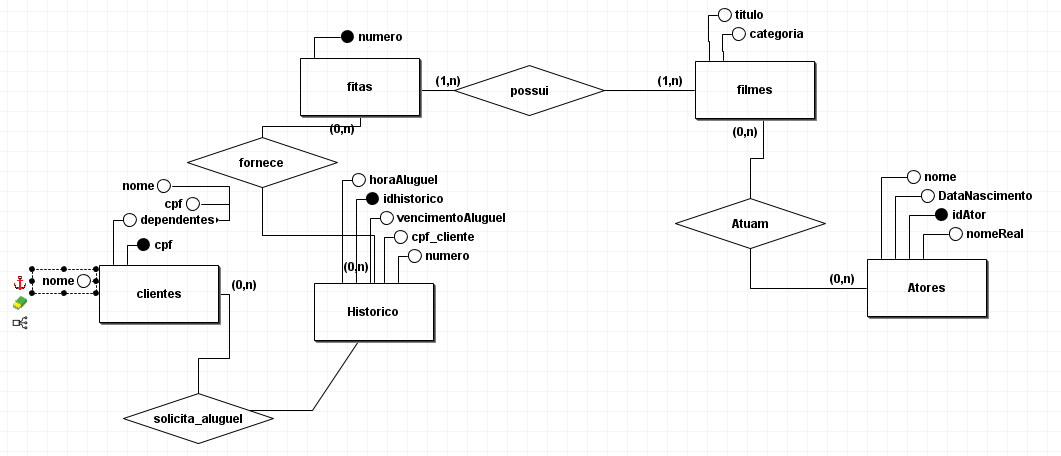 titulo
categoria
numero
fitas
(1,n)
possui
(1,n)
filmes
(0,n)
(0,n)
fornece
nome
cpf
dependentes
cpf
nome
clientes
(0,n)
horaAluguel
idhistorico
vencimentoAluguel
cpf_cliente
numero
(0,n)
Historico
solicita_aluguel
Atuam
nome
DataNascimento
idAtor
nomeReal
(0,n)
Atores